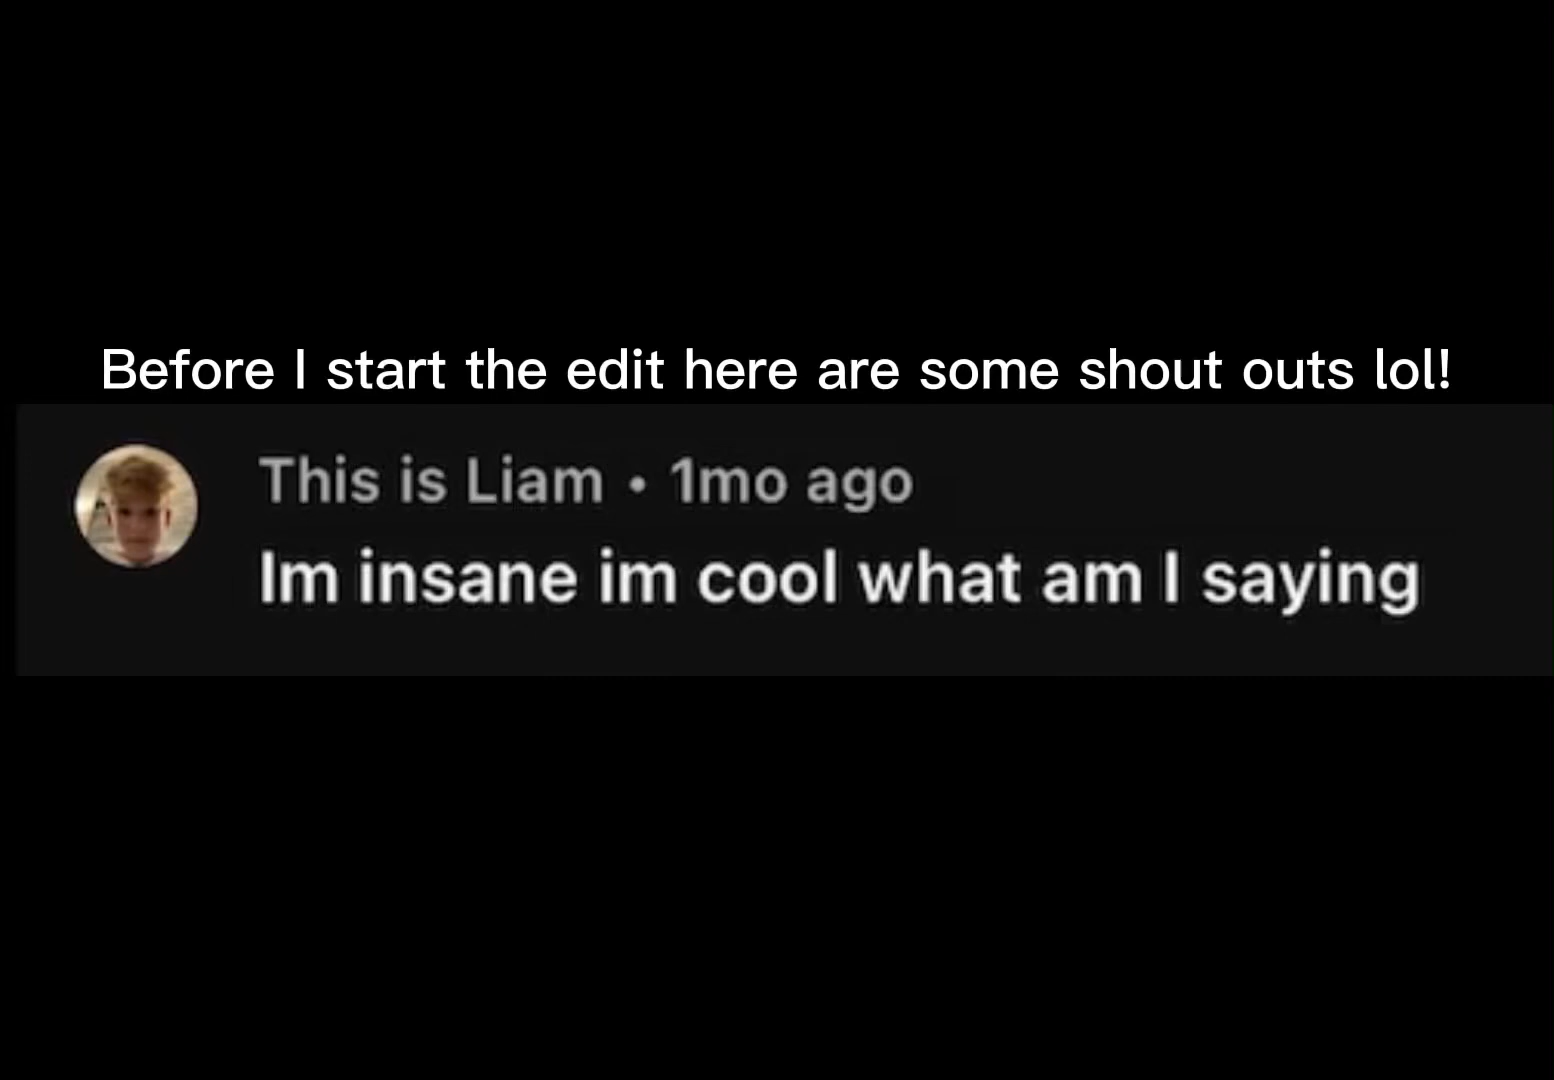 Before I start the edit here are some shout outs lol!
This is Liam • 1mo ago
Im insane im cool what am I saying